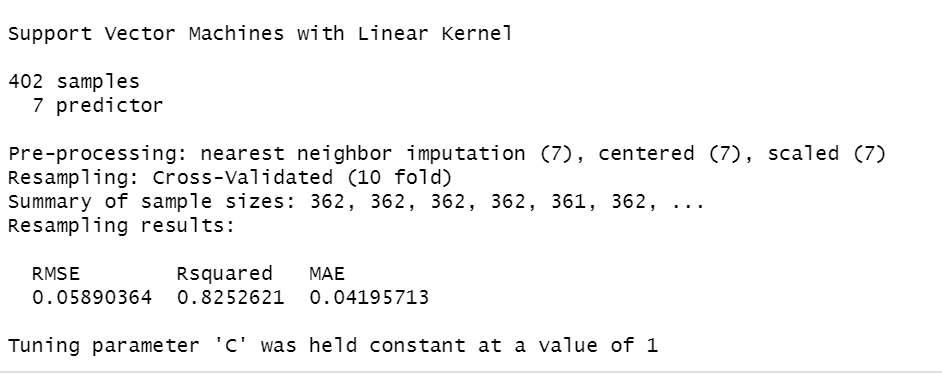 Support Vector Machines with Linear Kernel
402 samples
7 predictor
Pre-processing: nearest neighbor imputation (7), centered (7), scaled (7)
Resampling: Cross-Validated (10 fold)
Summary of sample sizes: 362, 362, 362, 362, 361, 362, ...
Resampling results:
RMSE Rsquared MAE
0.05890364 0.8252621 0.04195713
Tuning parameter 'C' was held constant at a value of 1